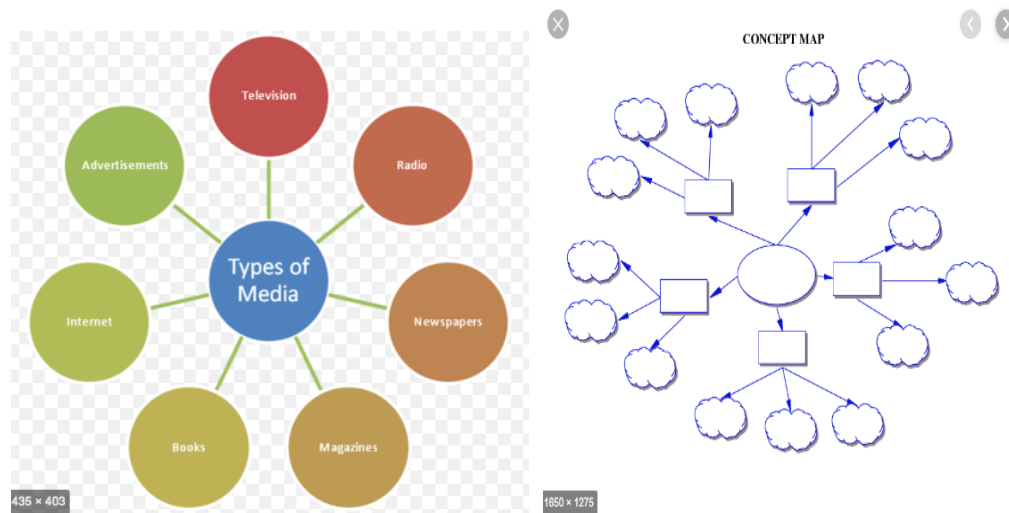 Television
Advertisements
Radio
Types of
Media
Internet
Newspapers
Books
Magazines
435 × 403
X
CONCEPT MAP
1650 × 1275